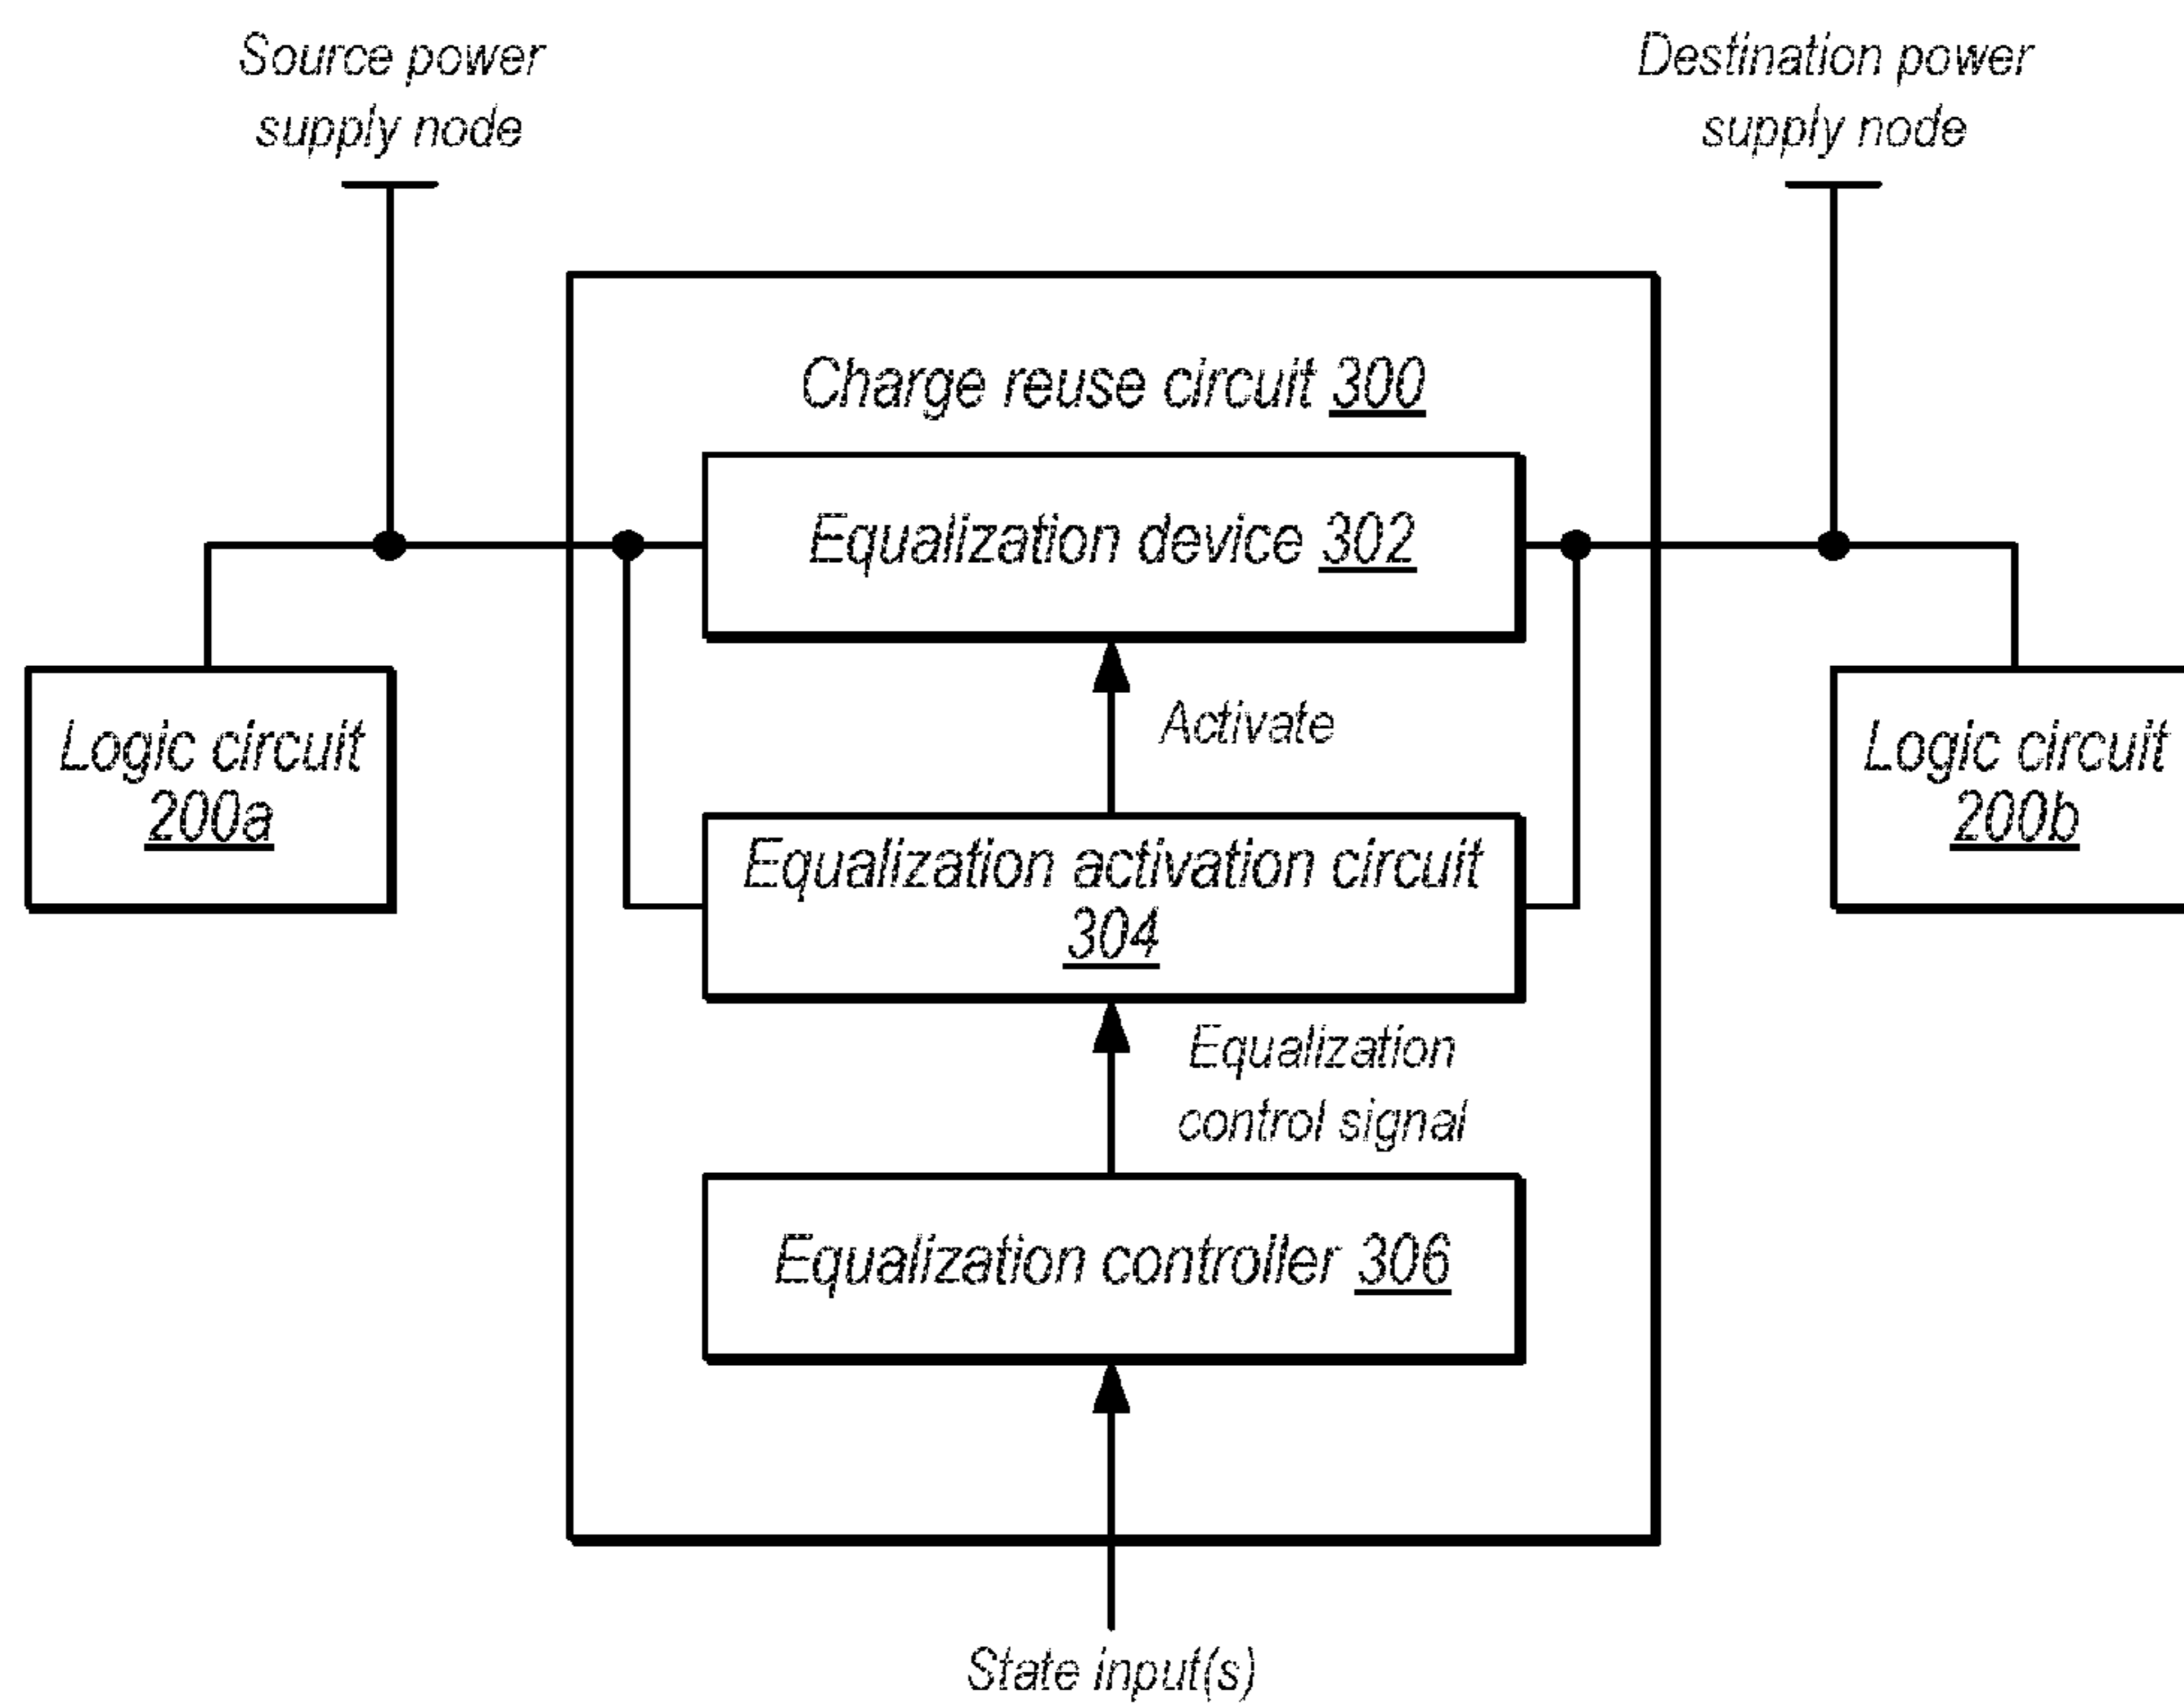 Source power
supply node
Destination power
supply node
Charge reuse circuit 300
Equalization device 302
Activate
Logic circuit
200a
Logic circuit
200b
Equalization activation circuit
304
Equalization
control signal
Equalization controller 306
State input(s)